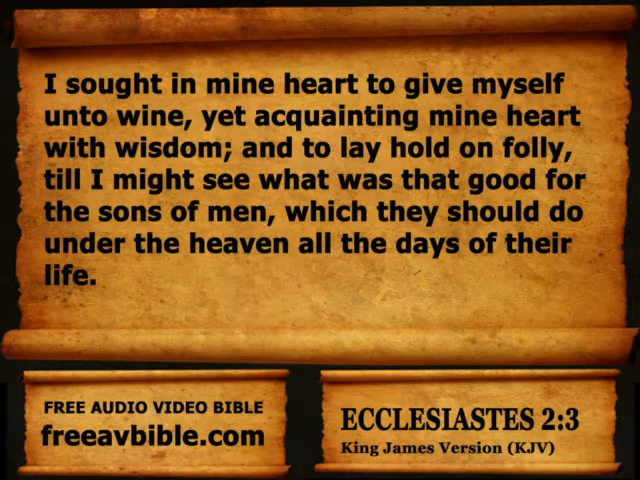 I sought in mine heart to give myself
unto wine, yet acquainting mine heart
with wisdom; and to lay hold on folly,
till I might see what was that good for
the sons of men, which they should do
under the heaven all the days of their
life.
FREE AUDIO VIDEO BIBLE
freeavbible.com
ECCLESIASTES 2:3
King James Version (KJV)